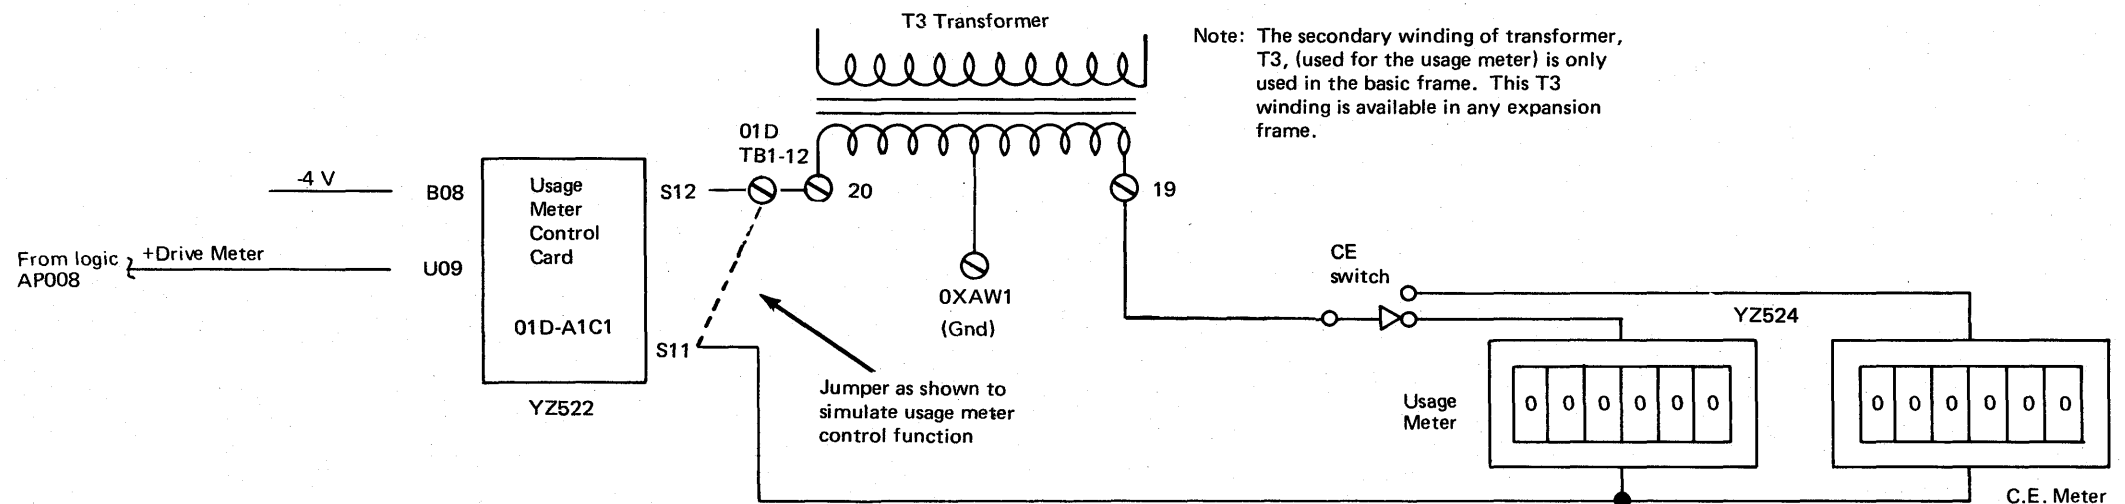 T3 Transformer
Note: The secondary winding of transformer,
T3, (used for the usage meter) is only
used in the basic frame. This T3
winding is available in any expansion
frame.
01D
TB1-12
-4 V
B08
Usage
Meter
Control
Card
S12
20
19
From logic
AP008
+Drive Meter
U09
CE
switch
0XAW1
(Gnd)
01D-A1C1
S11
YZ524
Jumper as shown to
simulate usage meter
control function
YZ522
Usage
Meter
0 0 0 0 0 0
0 0 0 0 0 0
C.E. Meter